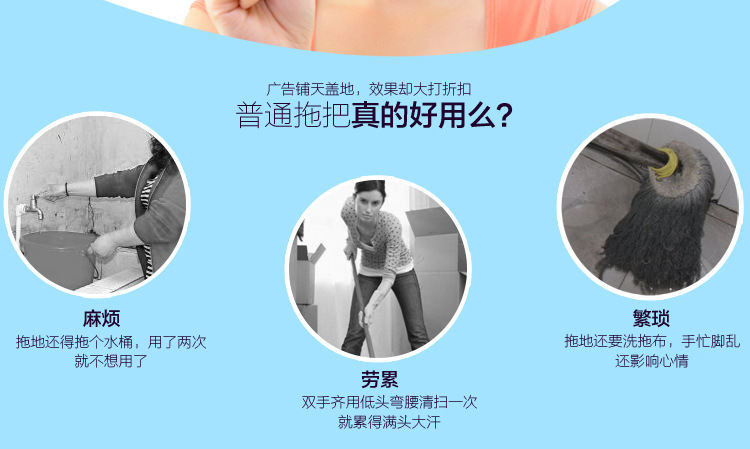 广告铺天盖地，效果却大打折扣
普通拖把真的好用么？
麻烦
拖地还得拖个水桶，用了两次
就不想用了
劳累
双手齐用低头弯腰清扫一次
就累得满头大汗
繁琐
拖地还要洗拖布，手忙脚乱
还影响心情